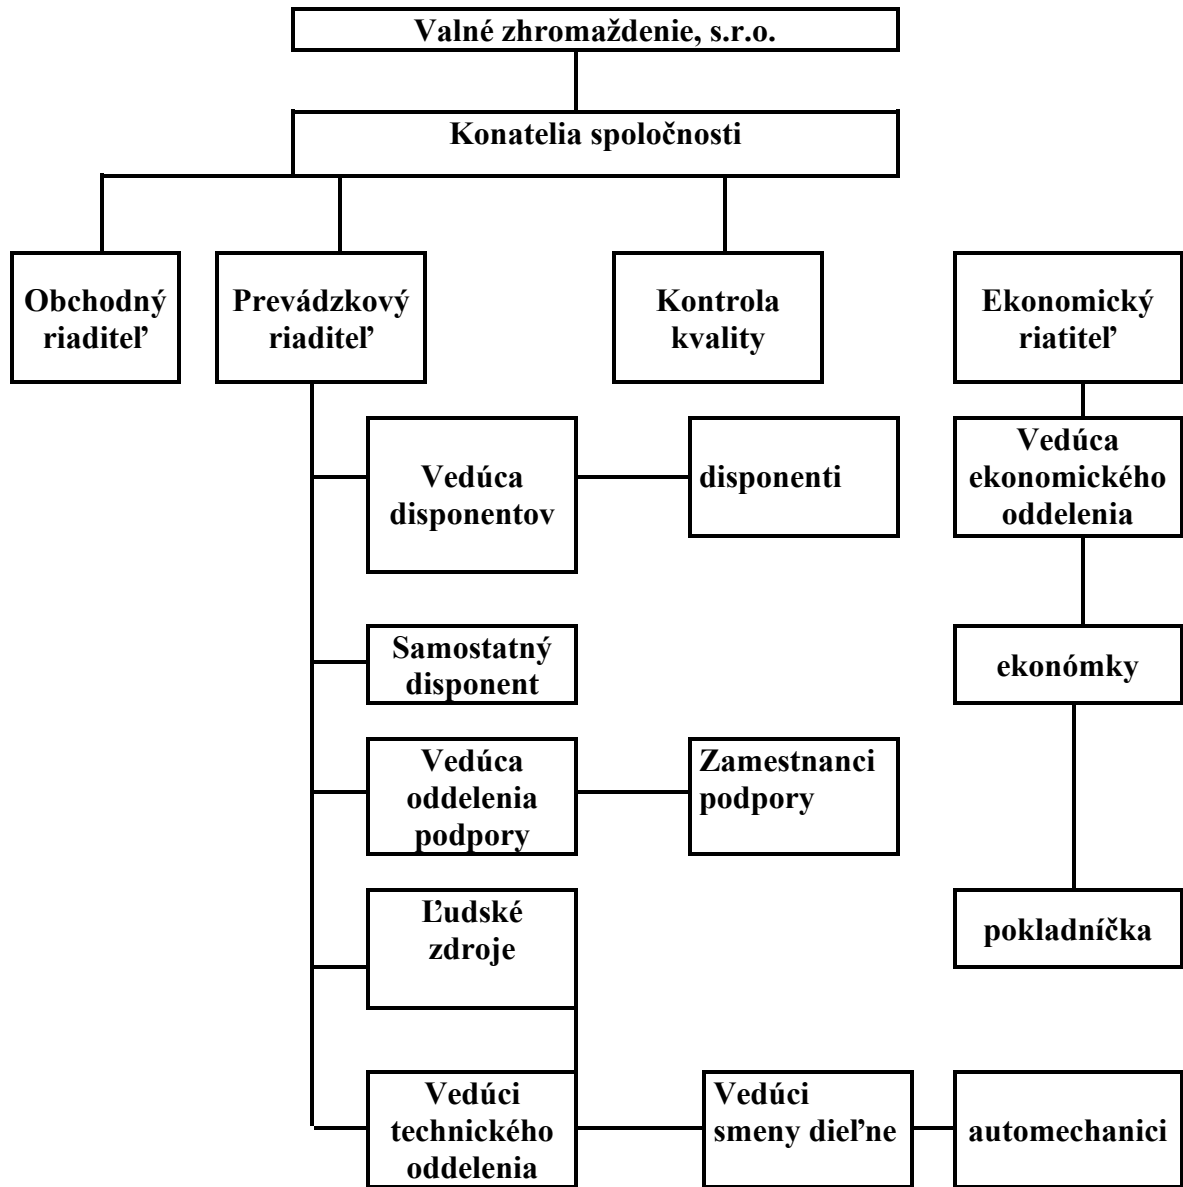 Valné zhromaždenie, s.r.o.
Konatelia spoločnosti
Obchodný
riaditeľ
Prevádzkový
riaditeľ
Kontrola
kvality
Ekonomický
riatiteľ
Vedúca
disponentov
disponenti
Vedúca
ekonomického
oddelenia
Samostatný
disponent
ekonómky
Vedúca
oddelenia
podpory
Zamestnanci
podpory
Ľudské
zdroje
pokladníčka
Vedúci
technického
oddelenia
Vedúci
smeny dieľne
automechanici